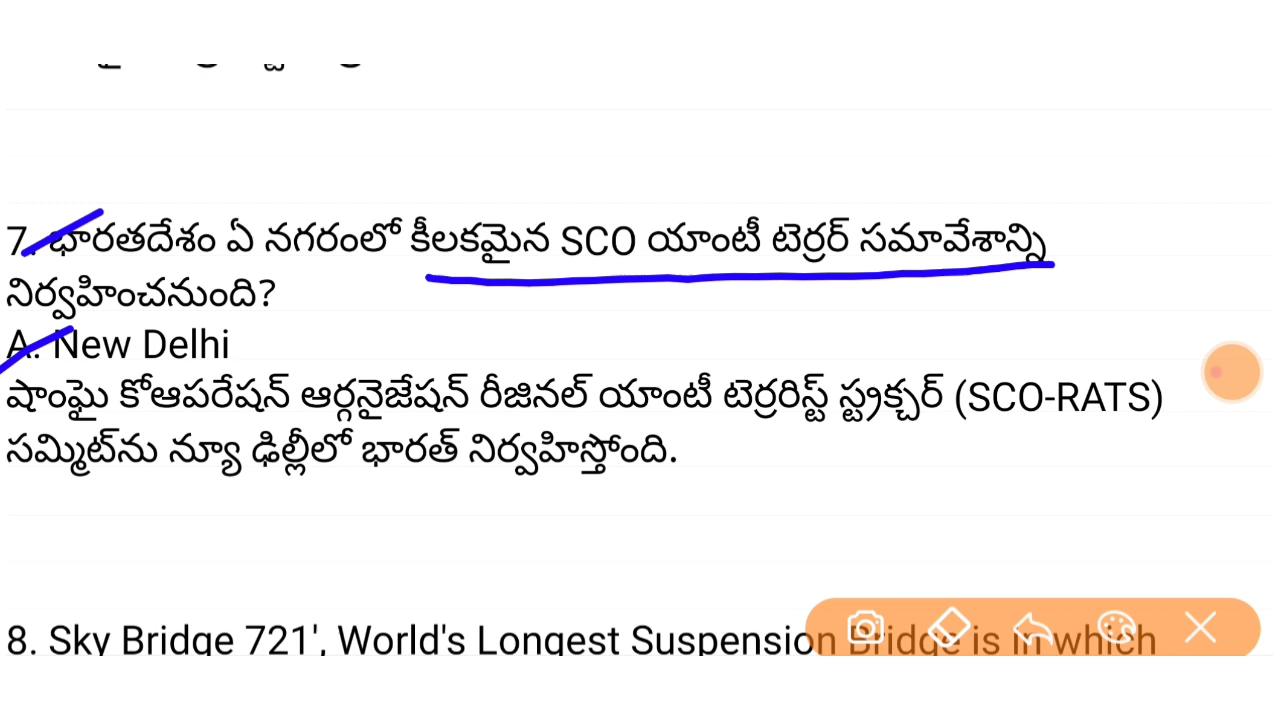 7. భారతదేశం ఏ నగరంలో కీలకమైన SCO యాంటీ టెర్రర్ సమావేశాన్ని
నిర్వహించనుంది?
A. New Delhi
షాంఘై కోఆపరేషన్ ఆర్గనైజేషన్ రీజినల్ యాంటీ టెర్రరిస్ట్ స్ట్రక్చర్ (SCO-RATS)
సమ్మిట్‌ను న్యూ ఢిల్లీలో భారత్ నిర్వహిస్తోంది.
8. Sky Bridge 721', World's Longest Suspension Bridge is in which